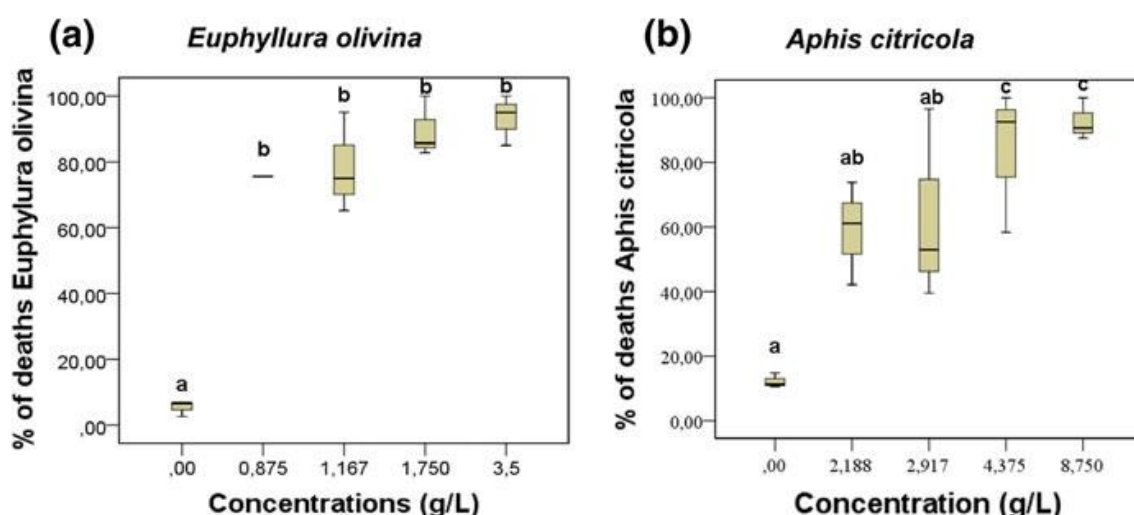 (a) Euphyllura olivina
% of deaths Euphylura olivina
100,00
80,00
60,00
40,00
20,00
,00
a
b
b
b
b
,00 0,875 1,167 1,750 3,5
Concentrations (g/L)
(b) Aphis citricola
% of deaths Aphis citricola
100,00
80,00
60,00
40,00
20,00
0,00
a
ab
ab
c
c
,00 2,188 2,917 4,375 8,750
Concentration (g/L)